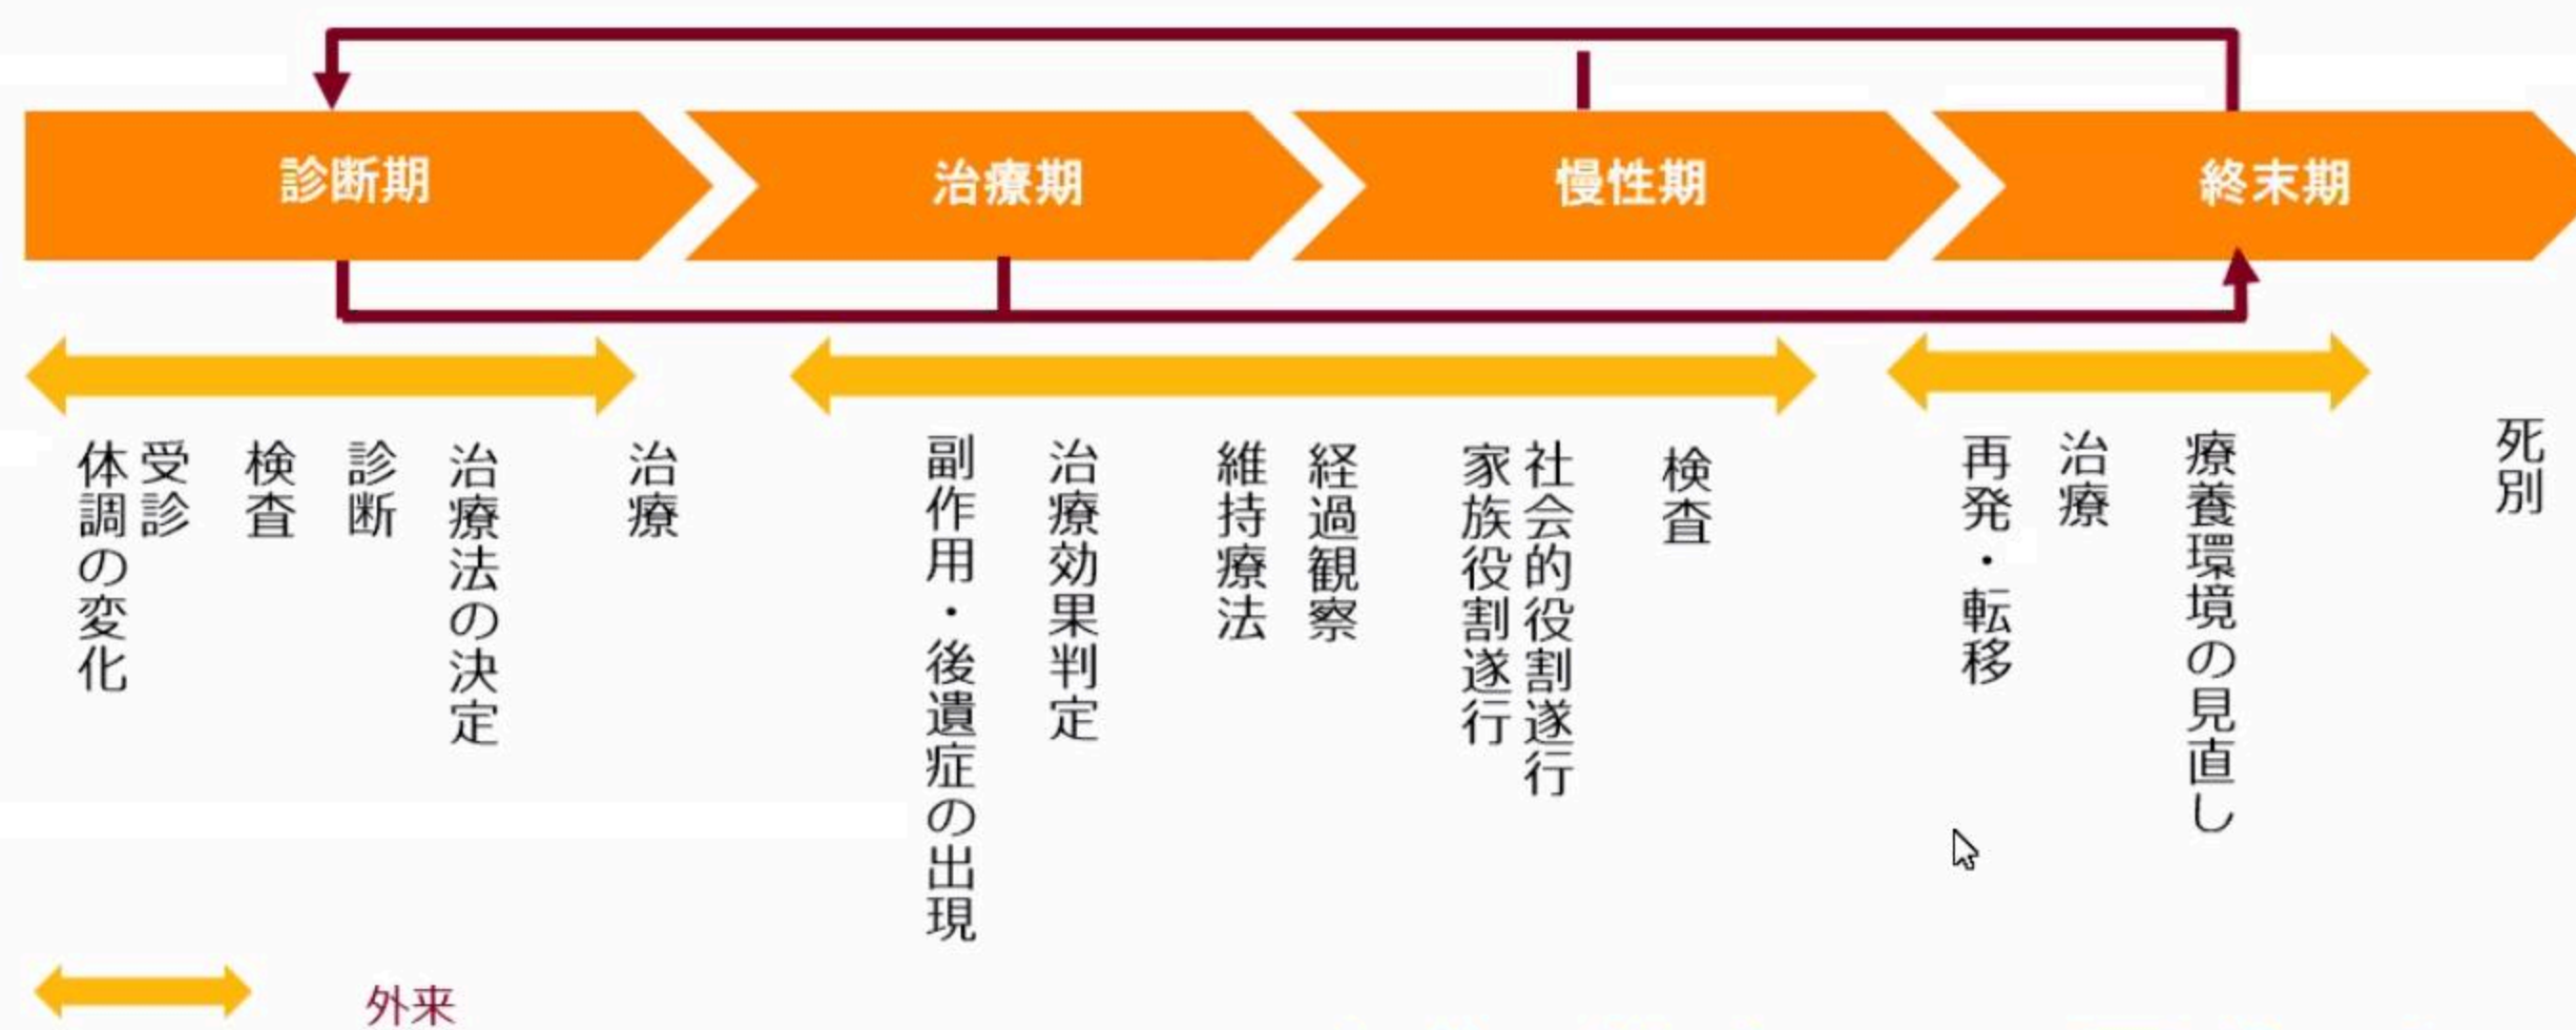 診断期
治療期
慢性期
終末期
体調の変化
受診
検査
診断
治療法の決定
治療
副作用・後遺症の出現
治療効果判定
維持療法
経過観察
家族役割遂行
社会的役割遂行
検査
再発・転移
治療
療養環境の見直し
死別
外来